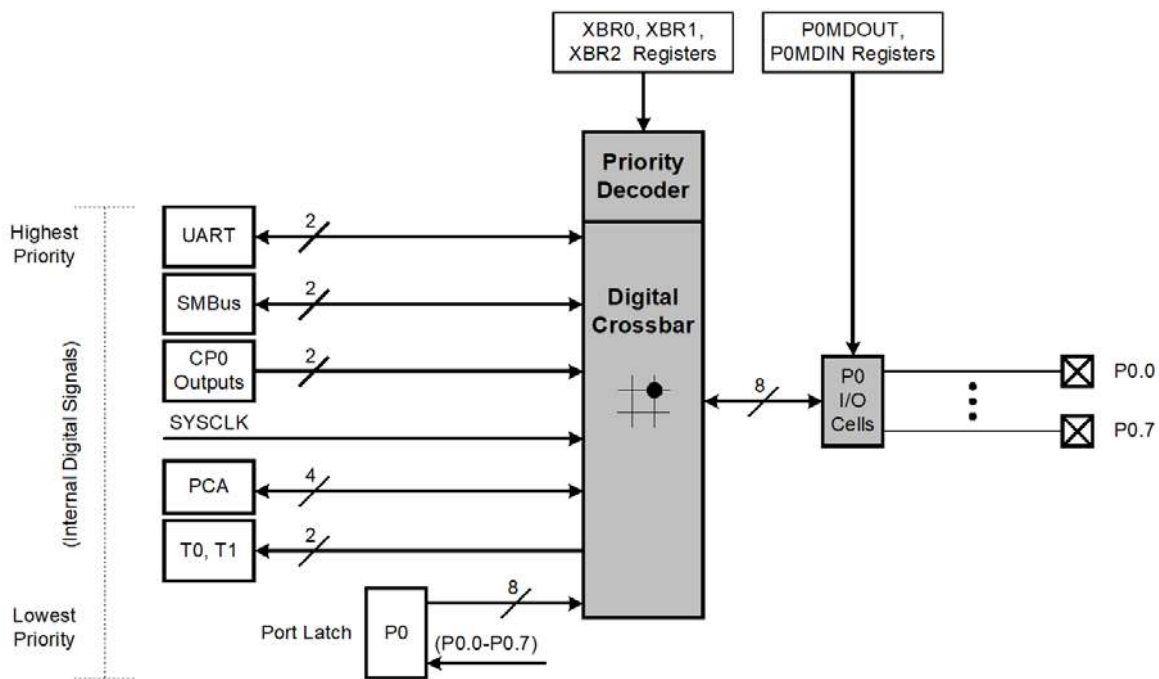 XBR0, XBR1,
XBR2 Registers
P0MDOUT,
P0MDIN Registers
Priority
Decoder
Highest
Priority
UART
2
SMBus
2
Digital
Crossbar
CP0
Outputs
2
(Internal Digital Signals)
SYSCLK
8
P0
I/O
Cells
P0.0
P0.7
PCA
4
T0, T1
2
Lowest
Priority
Port Latch
P0
8
(P0.0-P0.7)